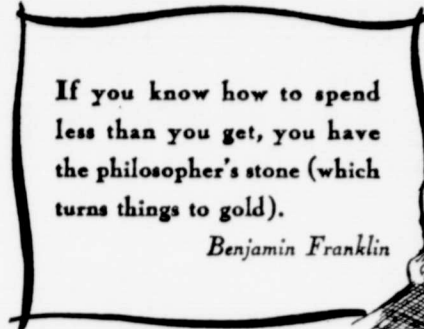 If you know how to spend
less than you get, you have
the philosopher's stone (which
turns things to gold).
Benjamin Franklin